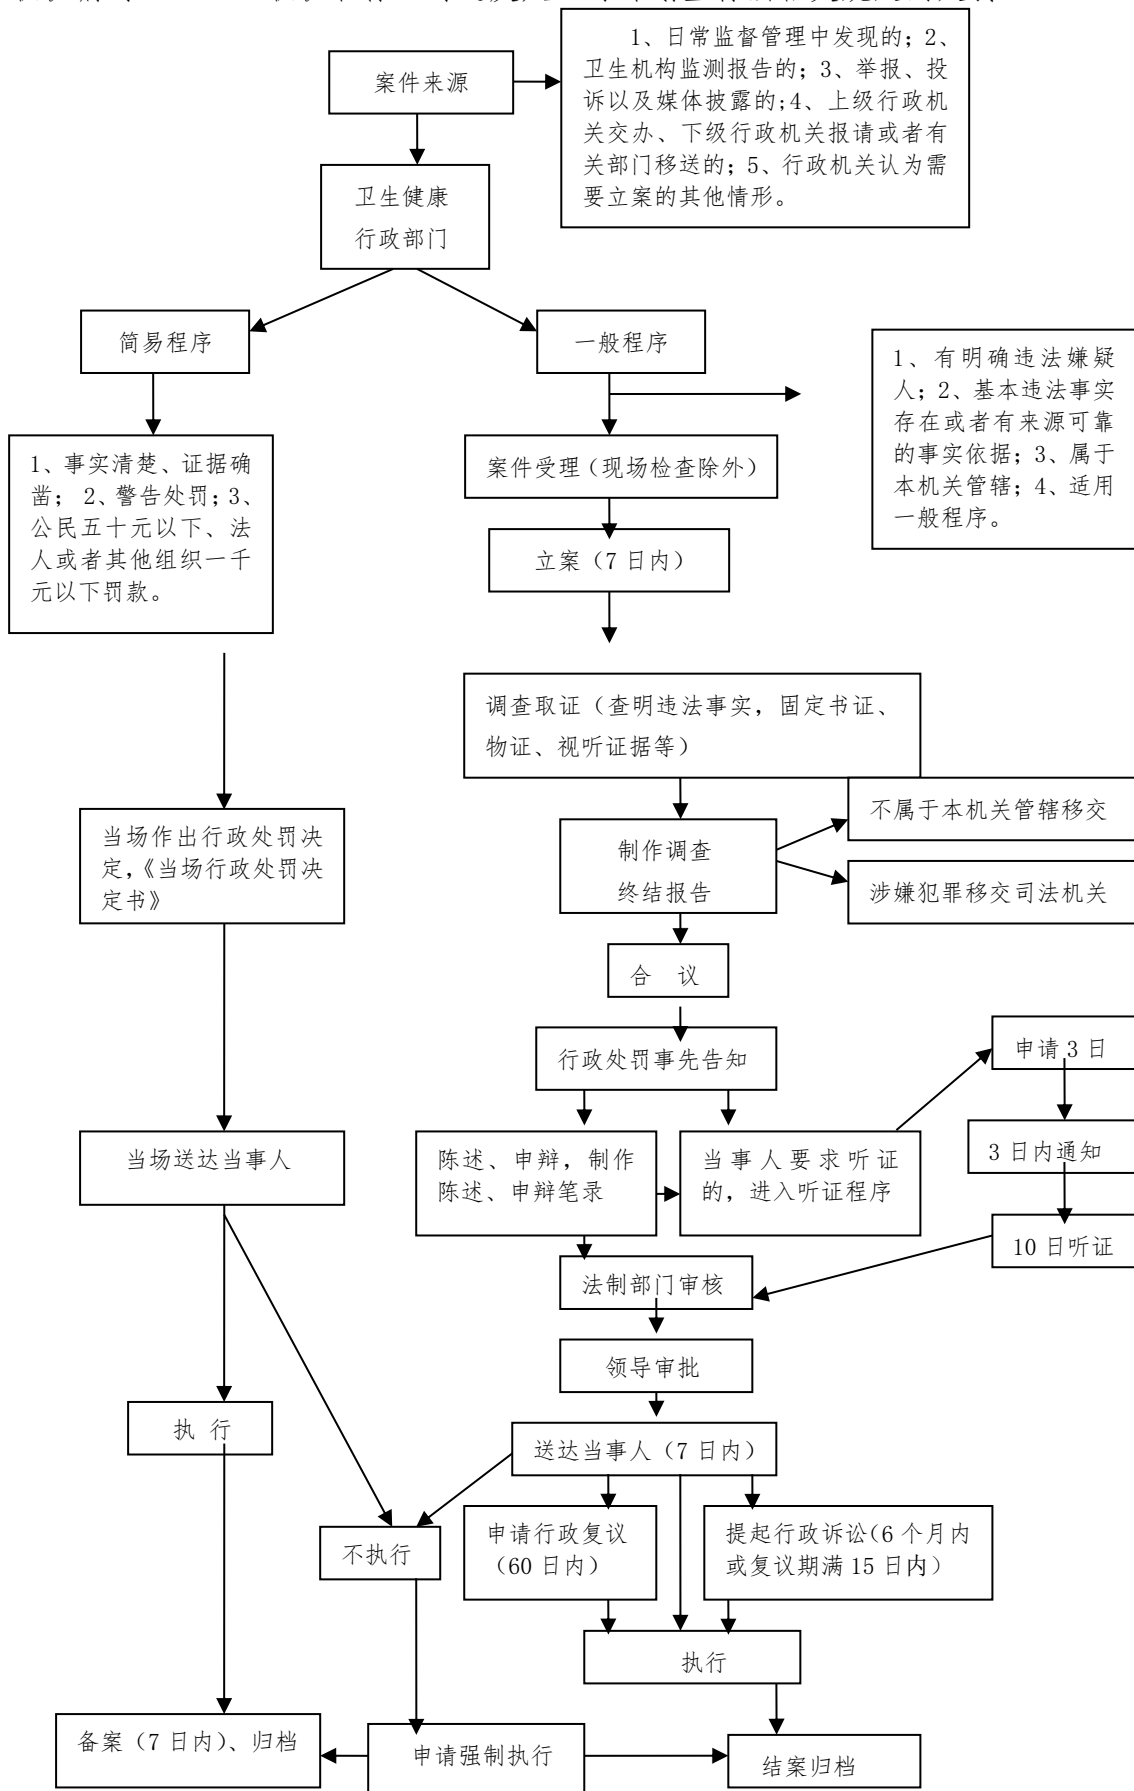 案件来源
1、日常监督管理中发现的；2、
卫生机构监测报告的；3、举报、投
诉以及媒体披露的；4、上级行政机
关交办、下级行政机关报请或者有
关部门移送的；5、行政机关认为需
要立案的其他情形。
卫生健康
行政部门
简易程序
一般程序
1、有明确违法嫌疑
人；2、基本违法事实
存在或者有来源可靠
的事实依据；3、属于
本机关管辖；4、适用
一般程序。
1、事实清楚、证据确
凿； 2、警告处罚；3、
公民五十元以下、法
人或者其他组织一千
元以下罚款。
案件受理（现场检查除外）
立案（7日内）
调查取证（查明违法事实，固定书证、
物证、视听证据等）
不属于本机关管辖移交
当场作出行政处罚决
定，《当场行政处罚决
定书》
制作调查
终结报告
涉嫌犯罪移交司法机关
合 议
行政处罚事先告知
申请3日
当场送达当事人
陈述、申辩，制作
陈述、申辩笔录
当事人要求听证
的，进入听证程序
3日内通知
10日听证
法制部门审核
领导审批
执 行
送达当事人（7日内）
不执行
申请行政复议
（60日内）
提起行政诉讼（6个月内
或复议期满15日内）
执行
备案（7日内）、归档
申请强制执行
结案归档